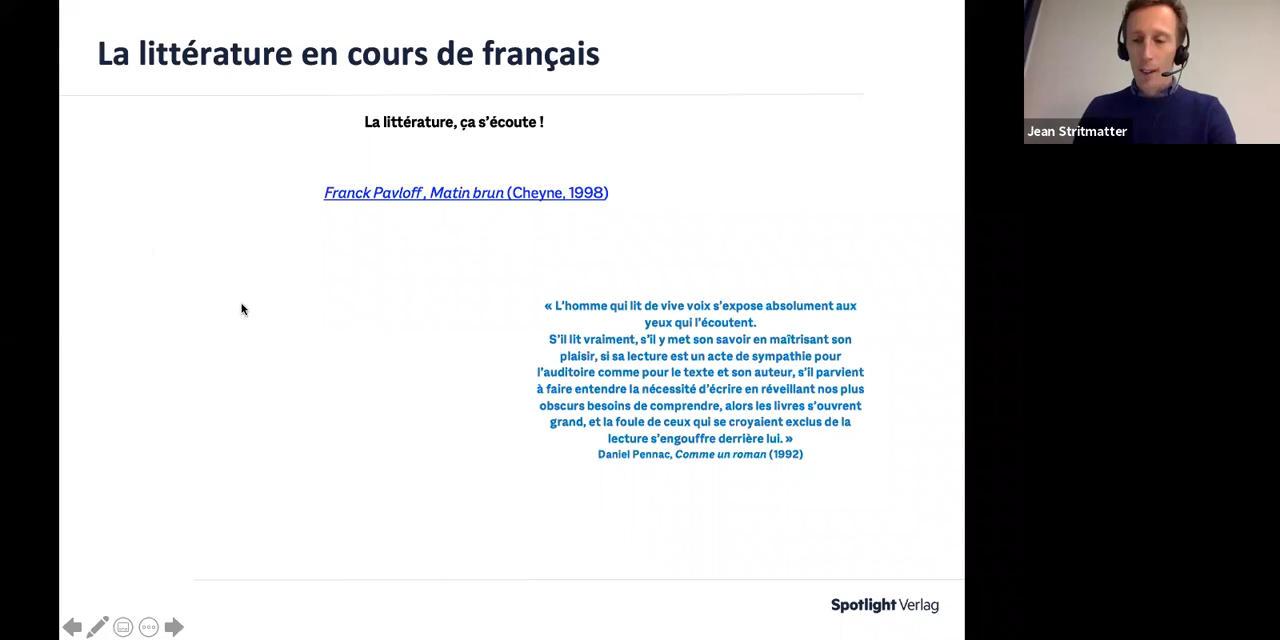 La littérature en cours de français
La littérature, ça s’écoute !
Franck Pavloff, Matin brun (Cheyne, 1998)
« L’homme qui lit de vive voix s’expose absolument aux
yeux qui l’écoutent.
S’il lit vraiment, s’il y met son savoir en maîtrisant son
plaisir, si sa lecture est un acte de sympathie pour
l’auditoire comme pour le texte et son auteur, s’il parvient
à faire entendre la nécessité d’écrire en réveillant nos plus
obscurs besoins de comprendre, alors les livres s’ouvrent
grand, et la foule de ceux qui se croyaient exclus de la
lecture s’engouffre derrière lui. »
Daniel Pennac, Comme un roman (1992)
Spotlight Verlag
Jean Stritmatter